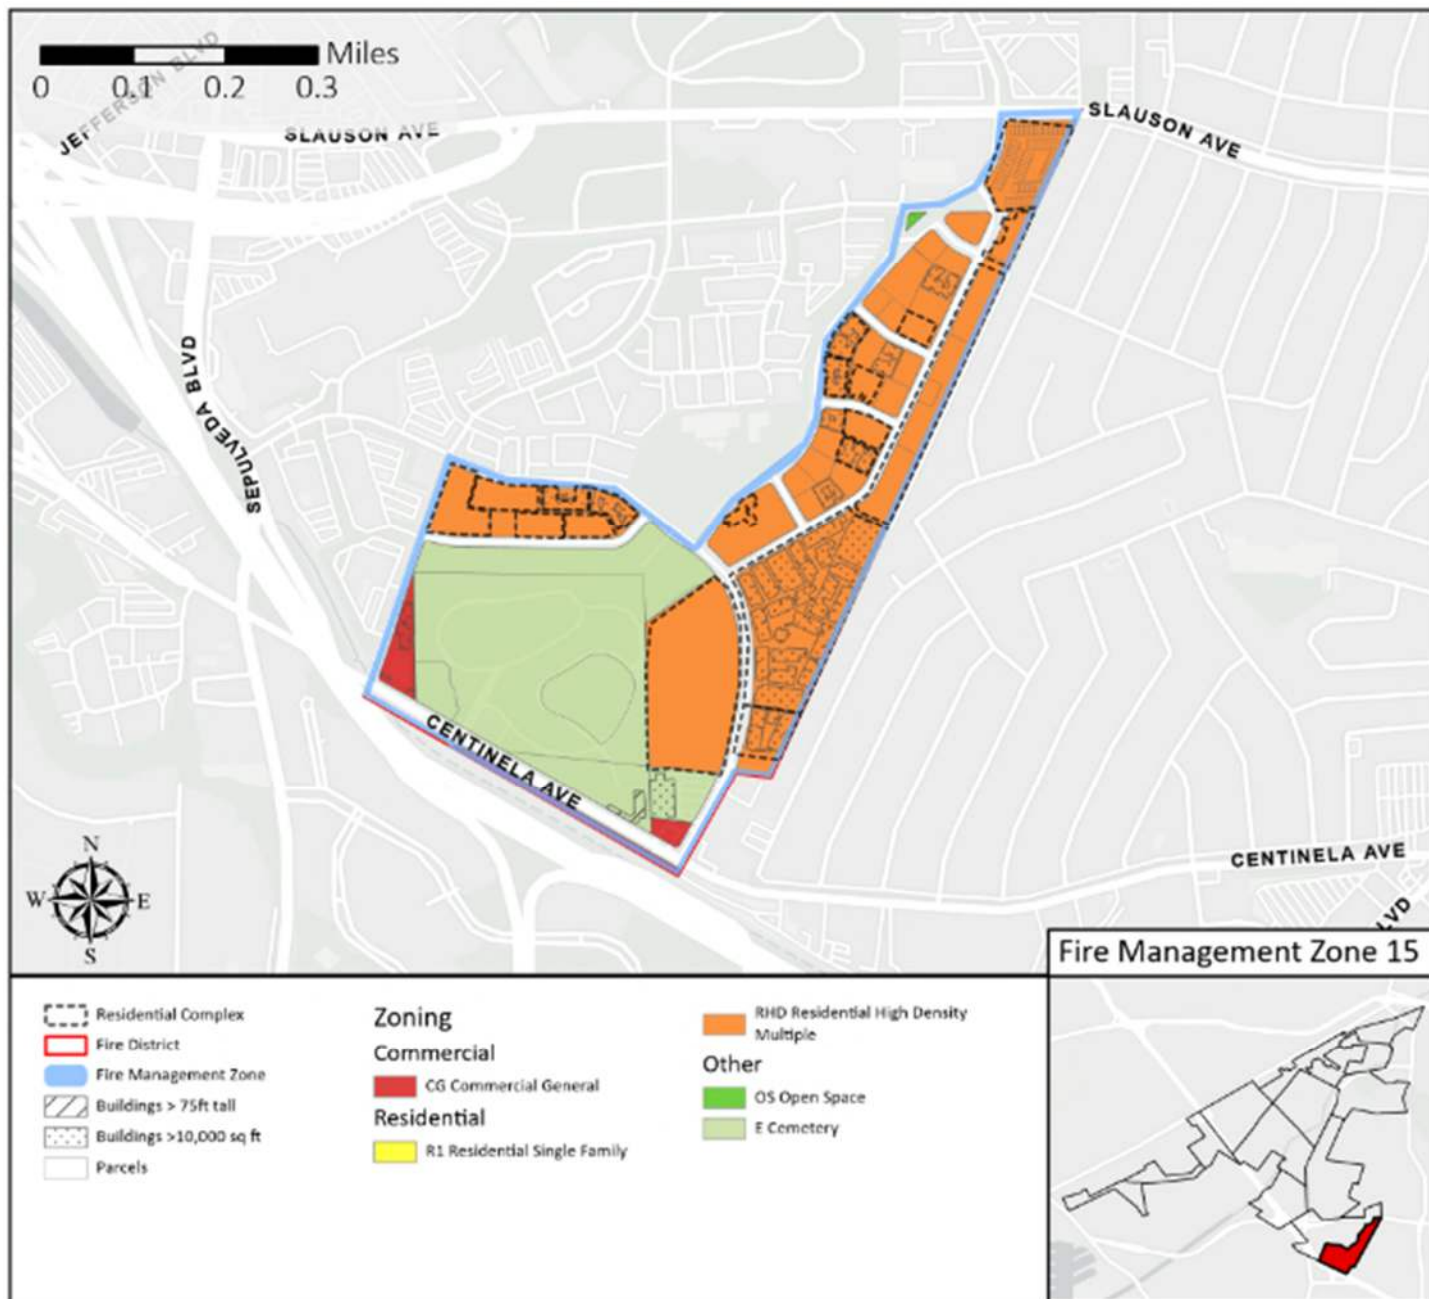 Miles
0 0.1 0.2 0.3
JEFFERSON BLVD
SLAUSON AVE
SLAUSON AVE
SEPULVEDA BLVD
CENTINELA AVE
CENTINELA AVE
LVD
N
W E
S
Fire Management Zone 15
Residential Complex
Fire District
Fire Management Zone
Buildings > 75ft tall
Buildings >10,000 sq ft
Parcels
Zoning
Commercial
CG Commercial General
Residential
R1 Residential Single Family
RHD Residential High Density
Multiple
Other
OS Open Space
E Cemetery